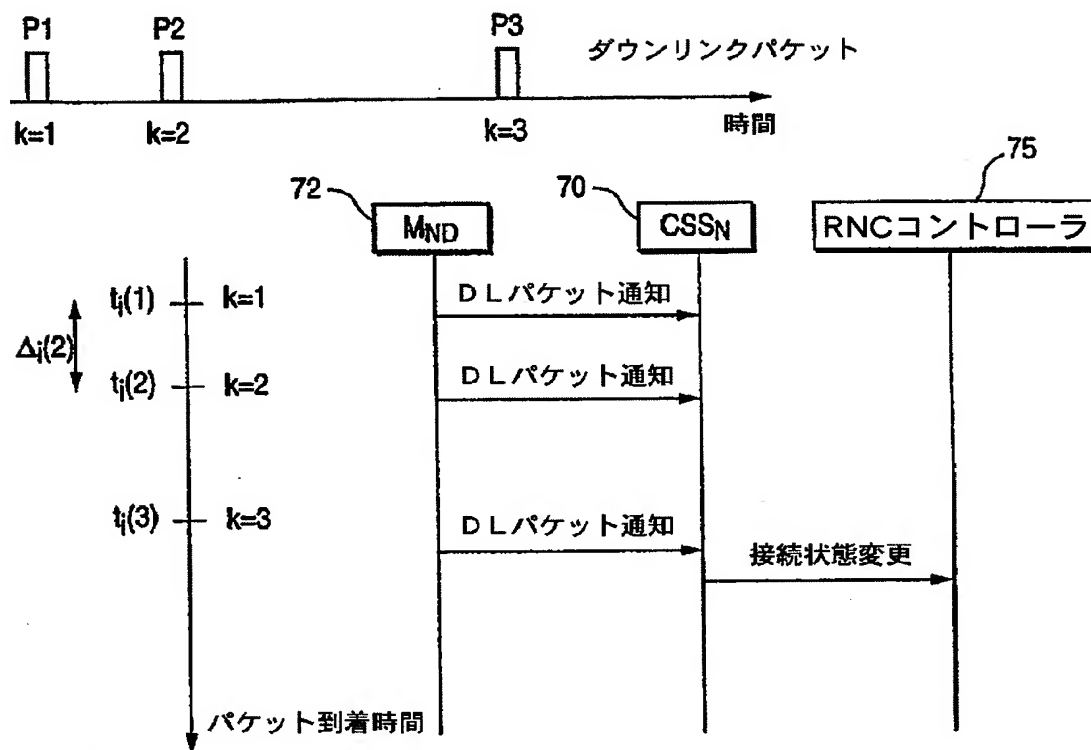 P1 P2 P3
ダウンリンクパケット
k=1 k=2 k=3 時間
72 70 75
MND CSSN RNCコントローラ
tj(1) k=1 DLパケット通知
Δj(2)
tj(2) k=2 DLパケット通知
tj(3) k=3 DLパケット通知
接続状態変更
パケット到着時間